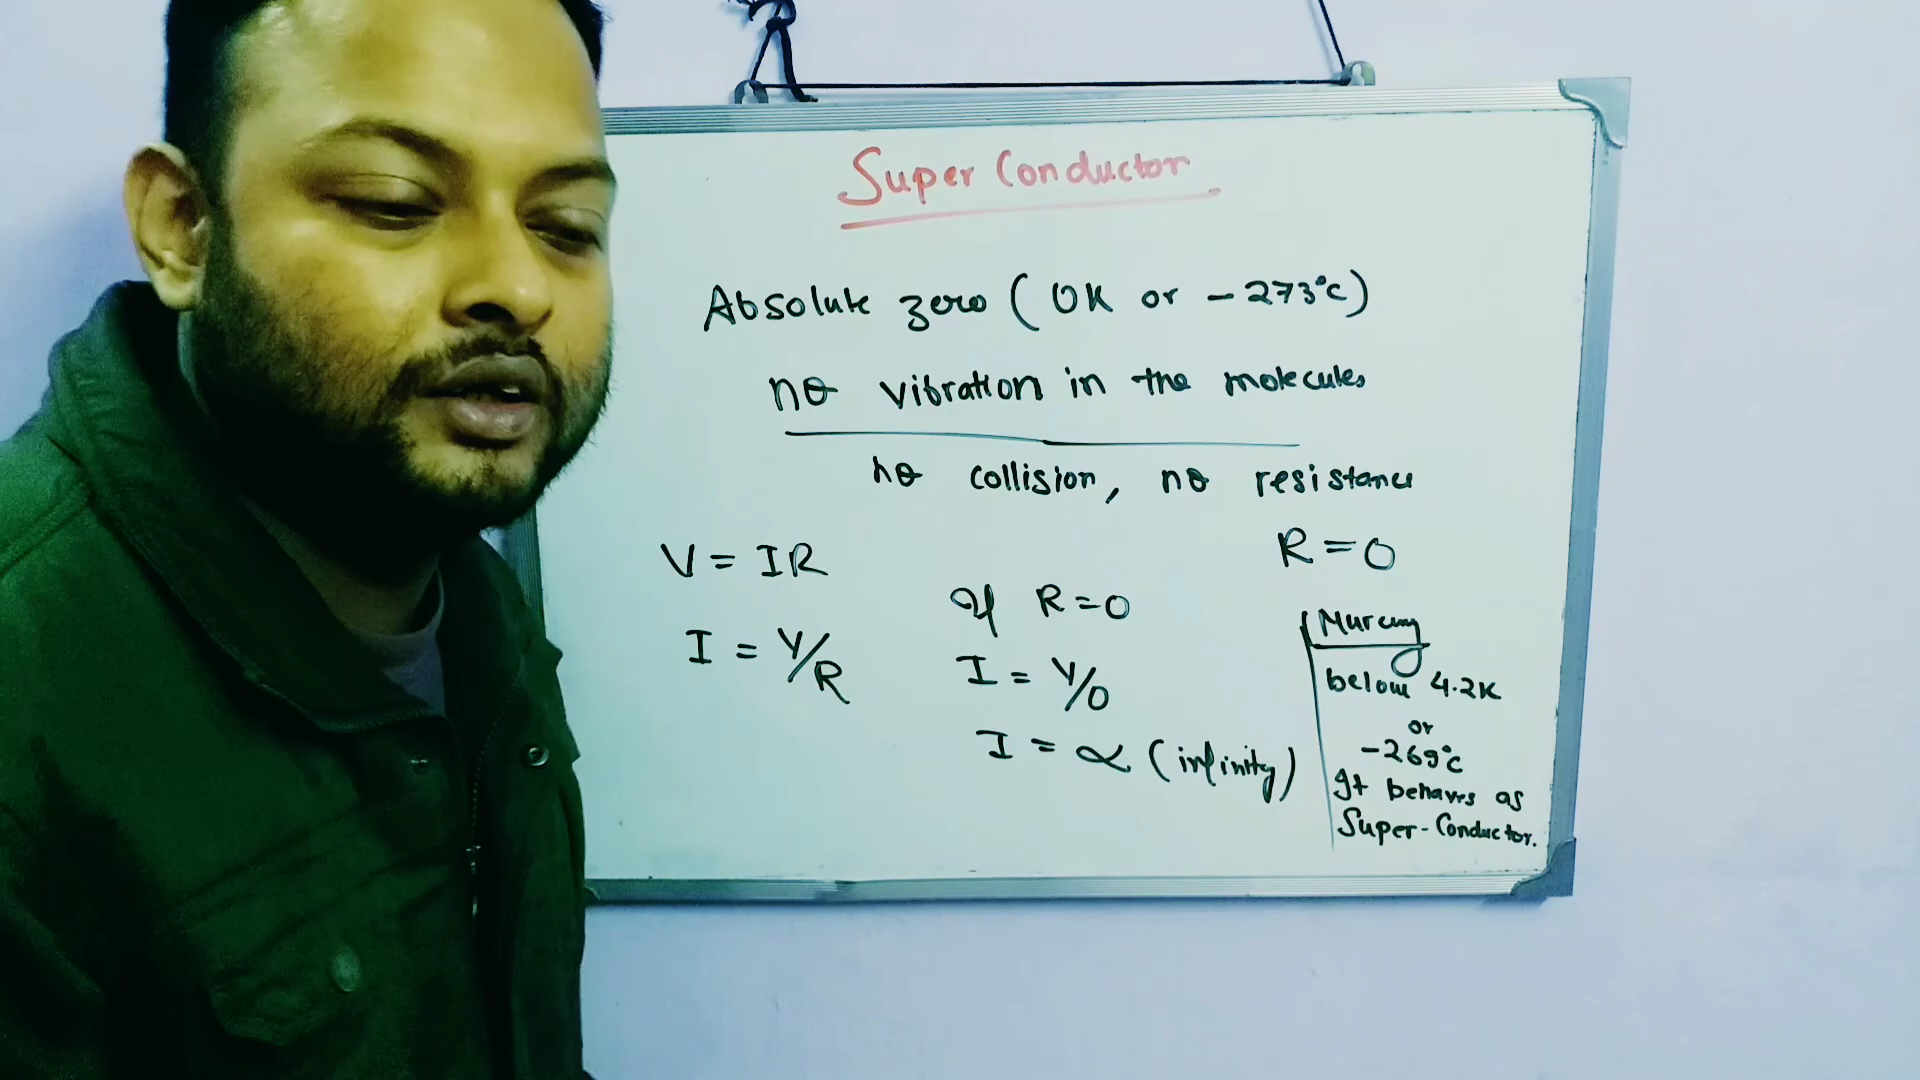 Super Conductor
Absolute zero ( 0K or -273°C)
no vibration in the molecules
no collision, no resistance
R = 0
V = IR
I = V/R
If R = 0
I = V/0
I = ∝ (infinity)
Murcury
below 4.2K
or
-269°C
It behaves as
Super-Conductor.